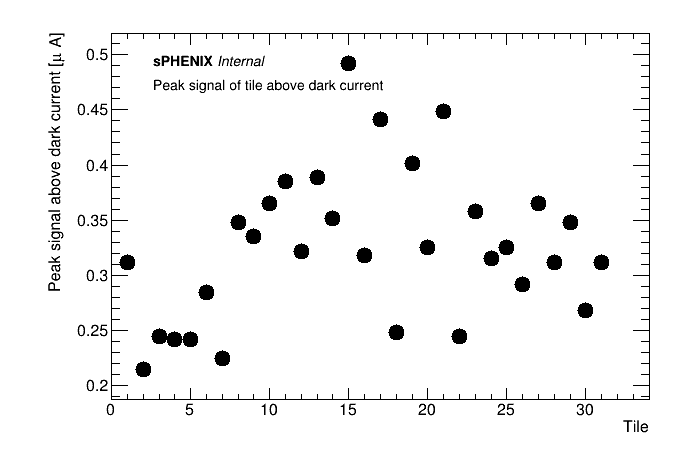 Peak signal above dark current [μ A]
sPHENIX Internal
Peak signal of tile above dark current
0.5
0.45
0.4
0.35
0.3
0.25
0.2
0 5 10 15 20 25 30
Tile